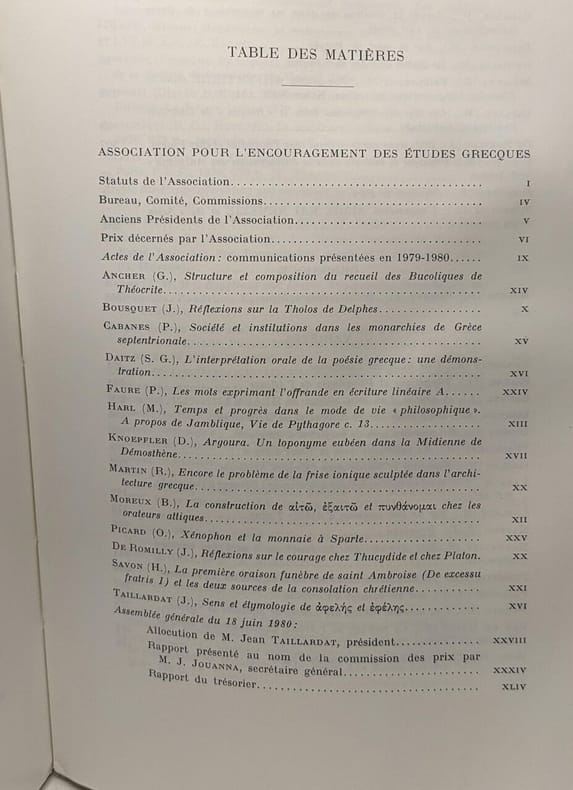 TABLE DES MATIÈRES
ASSOCIATION POUR L'ENCOURAGEMENT DES ÉTUDES GRECQUES
Statuts de l'Association........................................ I
Bureau, Comité, Commissions................................... IV
Anciens Présidents de l'Association............................. V
Prix décernés par l'Association................................. VI
Actes de l'Association : communications présentées en 1979-1980...... IX
ANCHER (G.), Structure et composition du recueil des Bucoliques de
Théocrite.................................................. XIV
BOUSQUET (J.), Réflexions sur la Tholos de Delphes................ X
CABANES (P.), Société et institutions dans les monarchies de Grèce
septentrionale.............................................. XV
DAITZ (S. G.), L'interprétation orale de la poésie grecque : une démons-
tration.................................................... XVI
FAURE (P.), Les mots exprimant l'offrande en écriture linéaire A...... XXIV
HARL (M.), Temps et progrès dans le mode de vie « philosophique ».
A propos de Jamblique, Vie de Pythagore c. 13.................. XIII
KNOEPFLER (D.), Argoura. Un toponyme eubéen dans la Midienne de
Démosthène................................................ XVII
MARTIN (R.), Encore le problème de la frise ionique sculptée dans l'archi-
tecture grecque............................................. XX
MOREUX (B.), La construction de αἰτῶ, ἐξαιτῶ et πυνθάνομαι chez les
orateurs attiques............................................ XII
PICARD (O.), Xénophon et la monnaie à Sparte.................... XXV
DE ROMILLY (J.), Réflexions sur le courage chez Thucydide et chez Platon. XX
SAVON (H.), La première oraison funèbre de saint Ambroise (De excessu
fratris 1) et les deux sources de la consolation chrétienne........... XXI
TAILLARDAT (J.), Sens et étymologie de ἀφελής et ἐφέλης............ XVI
Assemblée générale du 18 juin 1980 :
Allocution de M. Jean TAILLARDAT, président............... XXVIII
Rapport présenté au nom de la commission des prix par
M. J. JOUANNA, secrétaire général........................ XXXIV
Rapport du trésorier...................................... XLIV